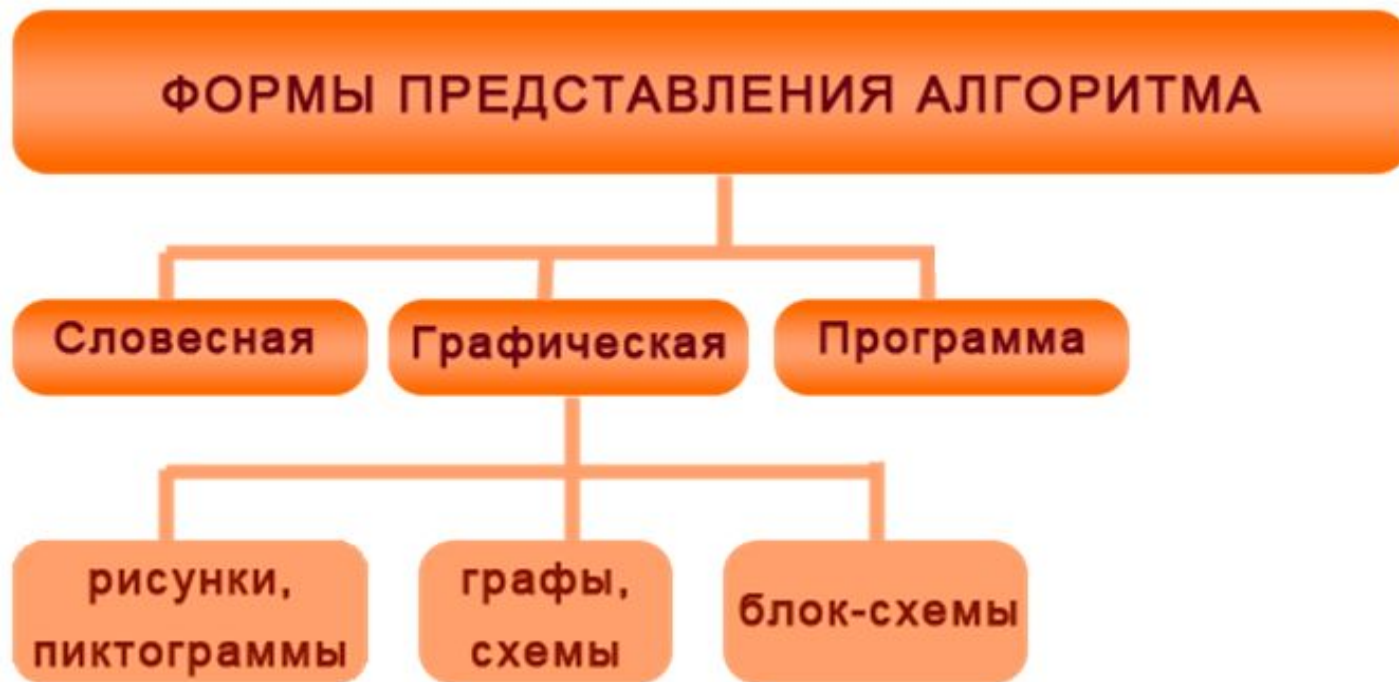 ФОРМЫ ПРЕДСТАВЛЕНИЯ АЛГОРИТМА
Словесная
Графическая
Программа
рисунки,
пиктограммы
графы,
схемы
блок-схемы